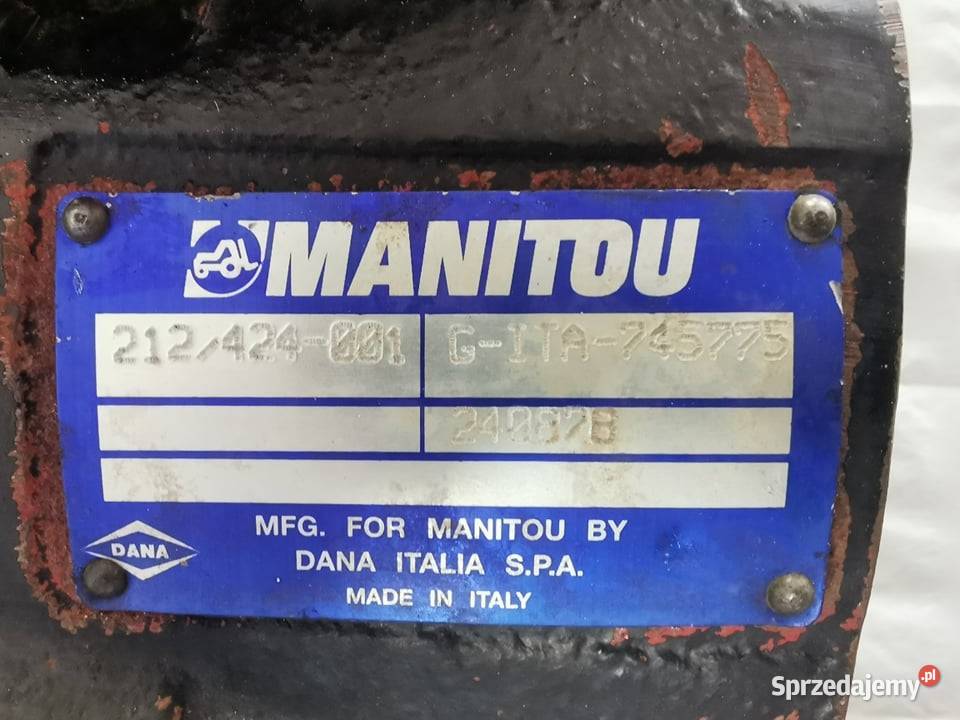 MANITOU
212/424-001 G-ITA-745775
240878
MFG. FOR MANITOU BY
DANA DANA ITALIA S.P.A.
MADE IN ITALY
Sprzedajemy.pl